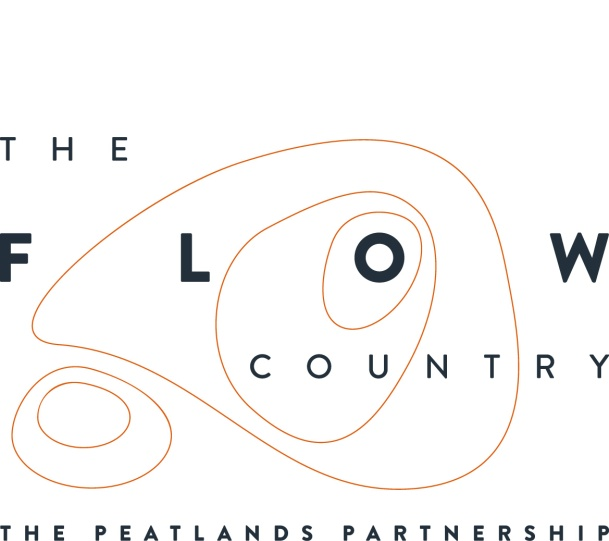 THE
FLOW
COUNTRY
THE PEATLANDS PARTNERSHIP